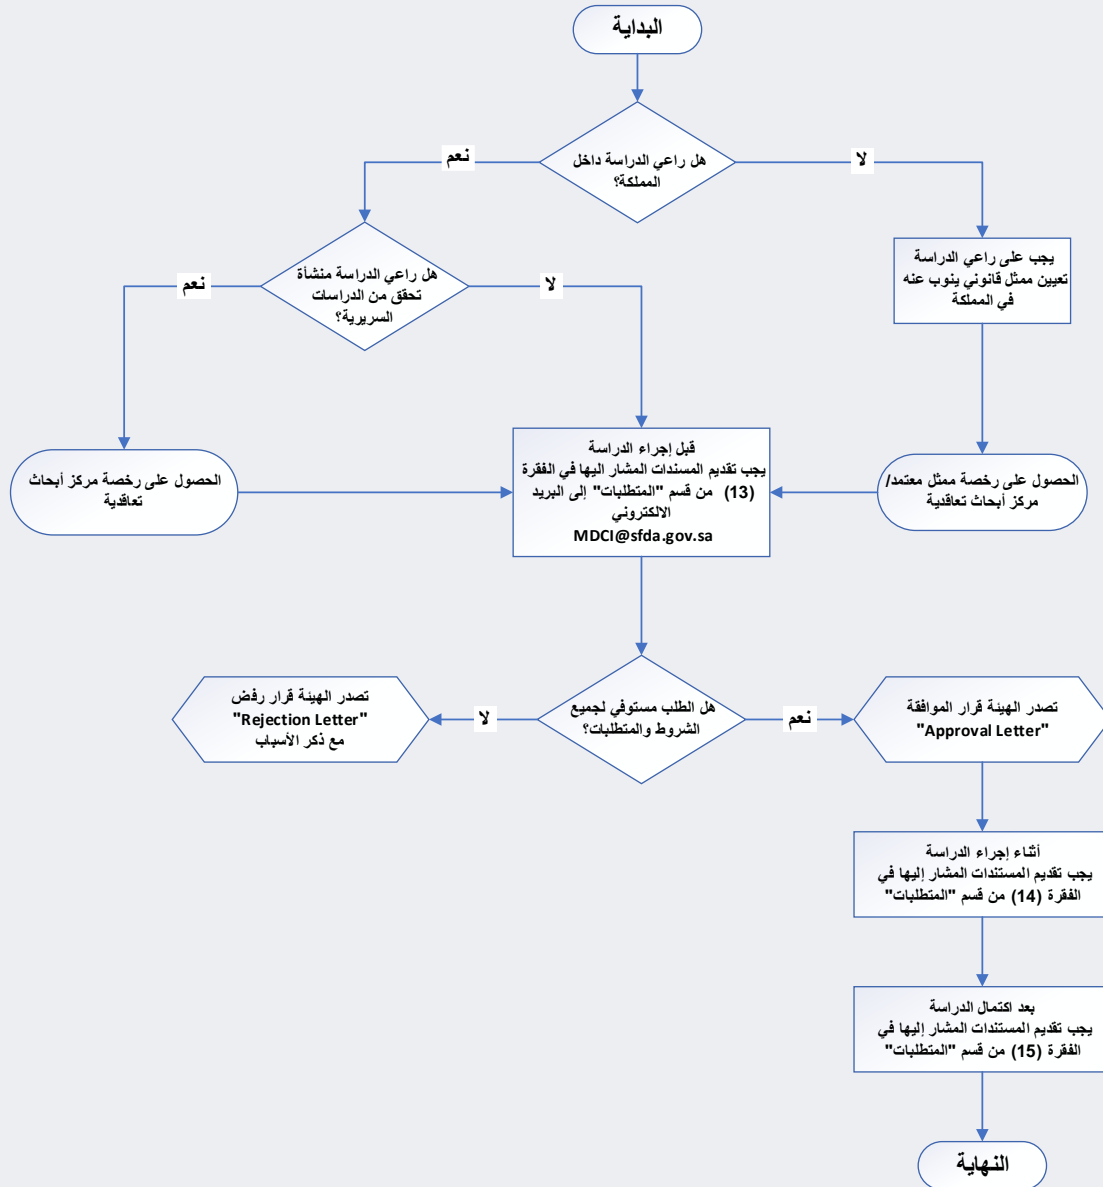 البداية
هل راعي الدراسة داخل
المملكة؟
نعم
لا
يجب على راعي الدراسة
تعيين ممثل قانوني ينوب عنه
في المملكة
هل راعي الدراسة منشأة
تحقق من الدراسات
السريرية؟
نعم
لا
الحصول على رخصة ممثل معتمد/
مركز أبحاث تعاقدية
قبل إجراء الدراسة
يجب تقديم المسندات المشار اليها في الفقرة
(13) من قسم "المتطلبات" إلى البريد
الالكتروني
MDCI@sfda.gov.sa
الحصول على رخصة مركز أبحاث
تعاقدية
هل الطلب مستوفي لجميع
الشروط والمتطلبات؟
نعم
لا
تصدر الهيئة قرار الموافقة
"Approval Letter"
تصدر الهيئة قرار رفض
"Rejection Letter"
مع ذكر الأسباب
أثناء إجراء الدراسة
يجب تقديم المستندات المشار إليها في
الفقرة (14) من قسم "المتطلبات"
بعد اكتمال الدراسة
يجب تقديم المستندات المشار إليها في
الفقرة (15) من قسم "المتطلبات"
النهاية